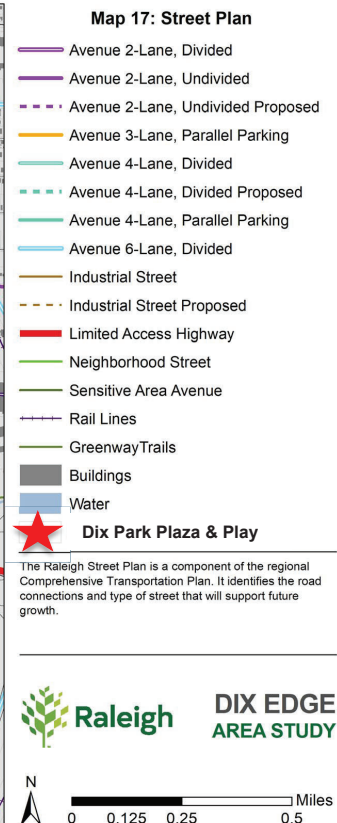 Map 17: Street Plan
Avenue 2-Lane, Divided
Avenue 2-Lane, Undivided
Avenue 2-Lane, Undivided Proposed
Avenue 3-Lane, Parallel Parking
Avenue 4-Lane, Divided
Avenue 4-Lane, Divided Proposed
Avenue 4-Lane, Parallel Parking
Avenue 6-Lane, Divided
Industrial Street
Industrial Street Proposed
Limited Access Highway
Neighborhood Street
Sensitive Area Avenue
Rail Lines
GreenwayTrails
Buildings
Water
Dix Park Plaza & Play
The Raleigh Street Plan is a component of the regional
Comprehensive Transportation Plan. It identifies the road
connections and type of street that will support future
growth.
Raleigh
DIX EDGE
AREA STUDY
N
Miles
0 0.125 0.25 0.5